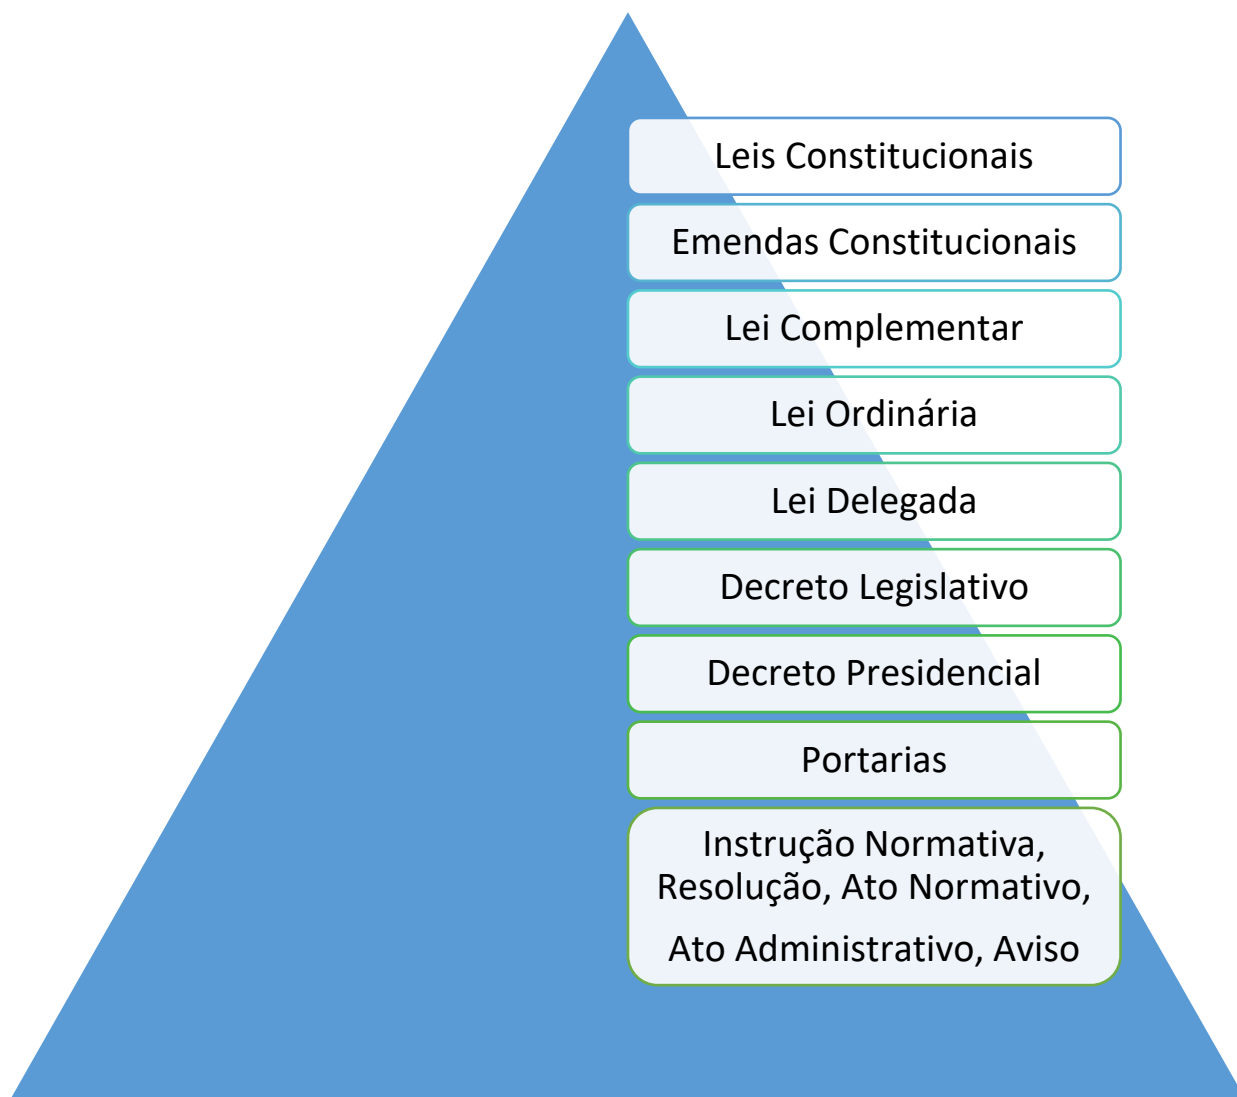 Leis Constitucionais
Emendas Constitucionais
Lei Complementar
Lei Ordinária
Lei Delegada
Decreto Legislativo
Decreto Presidencial
Portarias
Instrução Normativa,
Resolução, Ato Normativo,
Ato Administrativo, Aviso